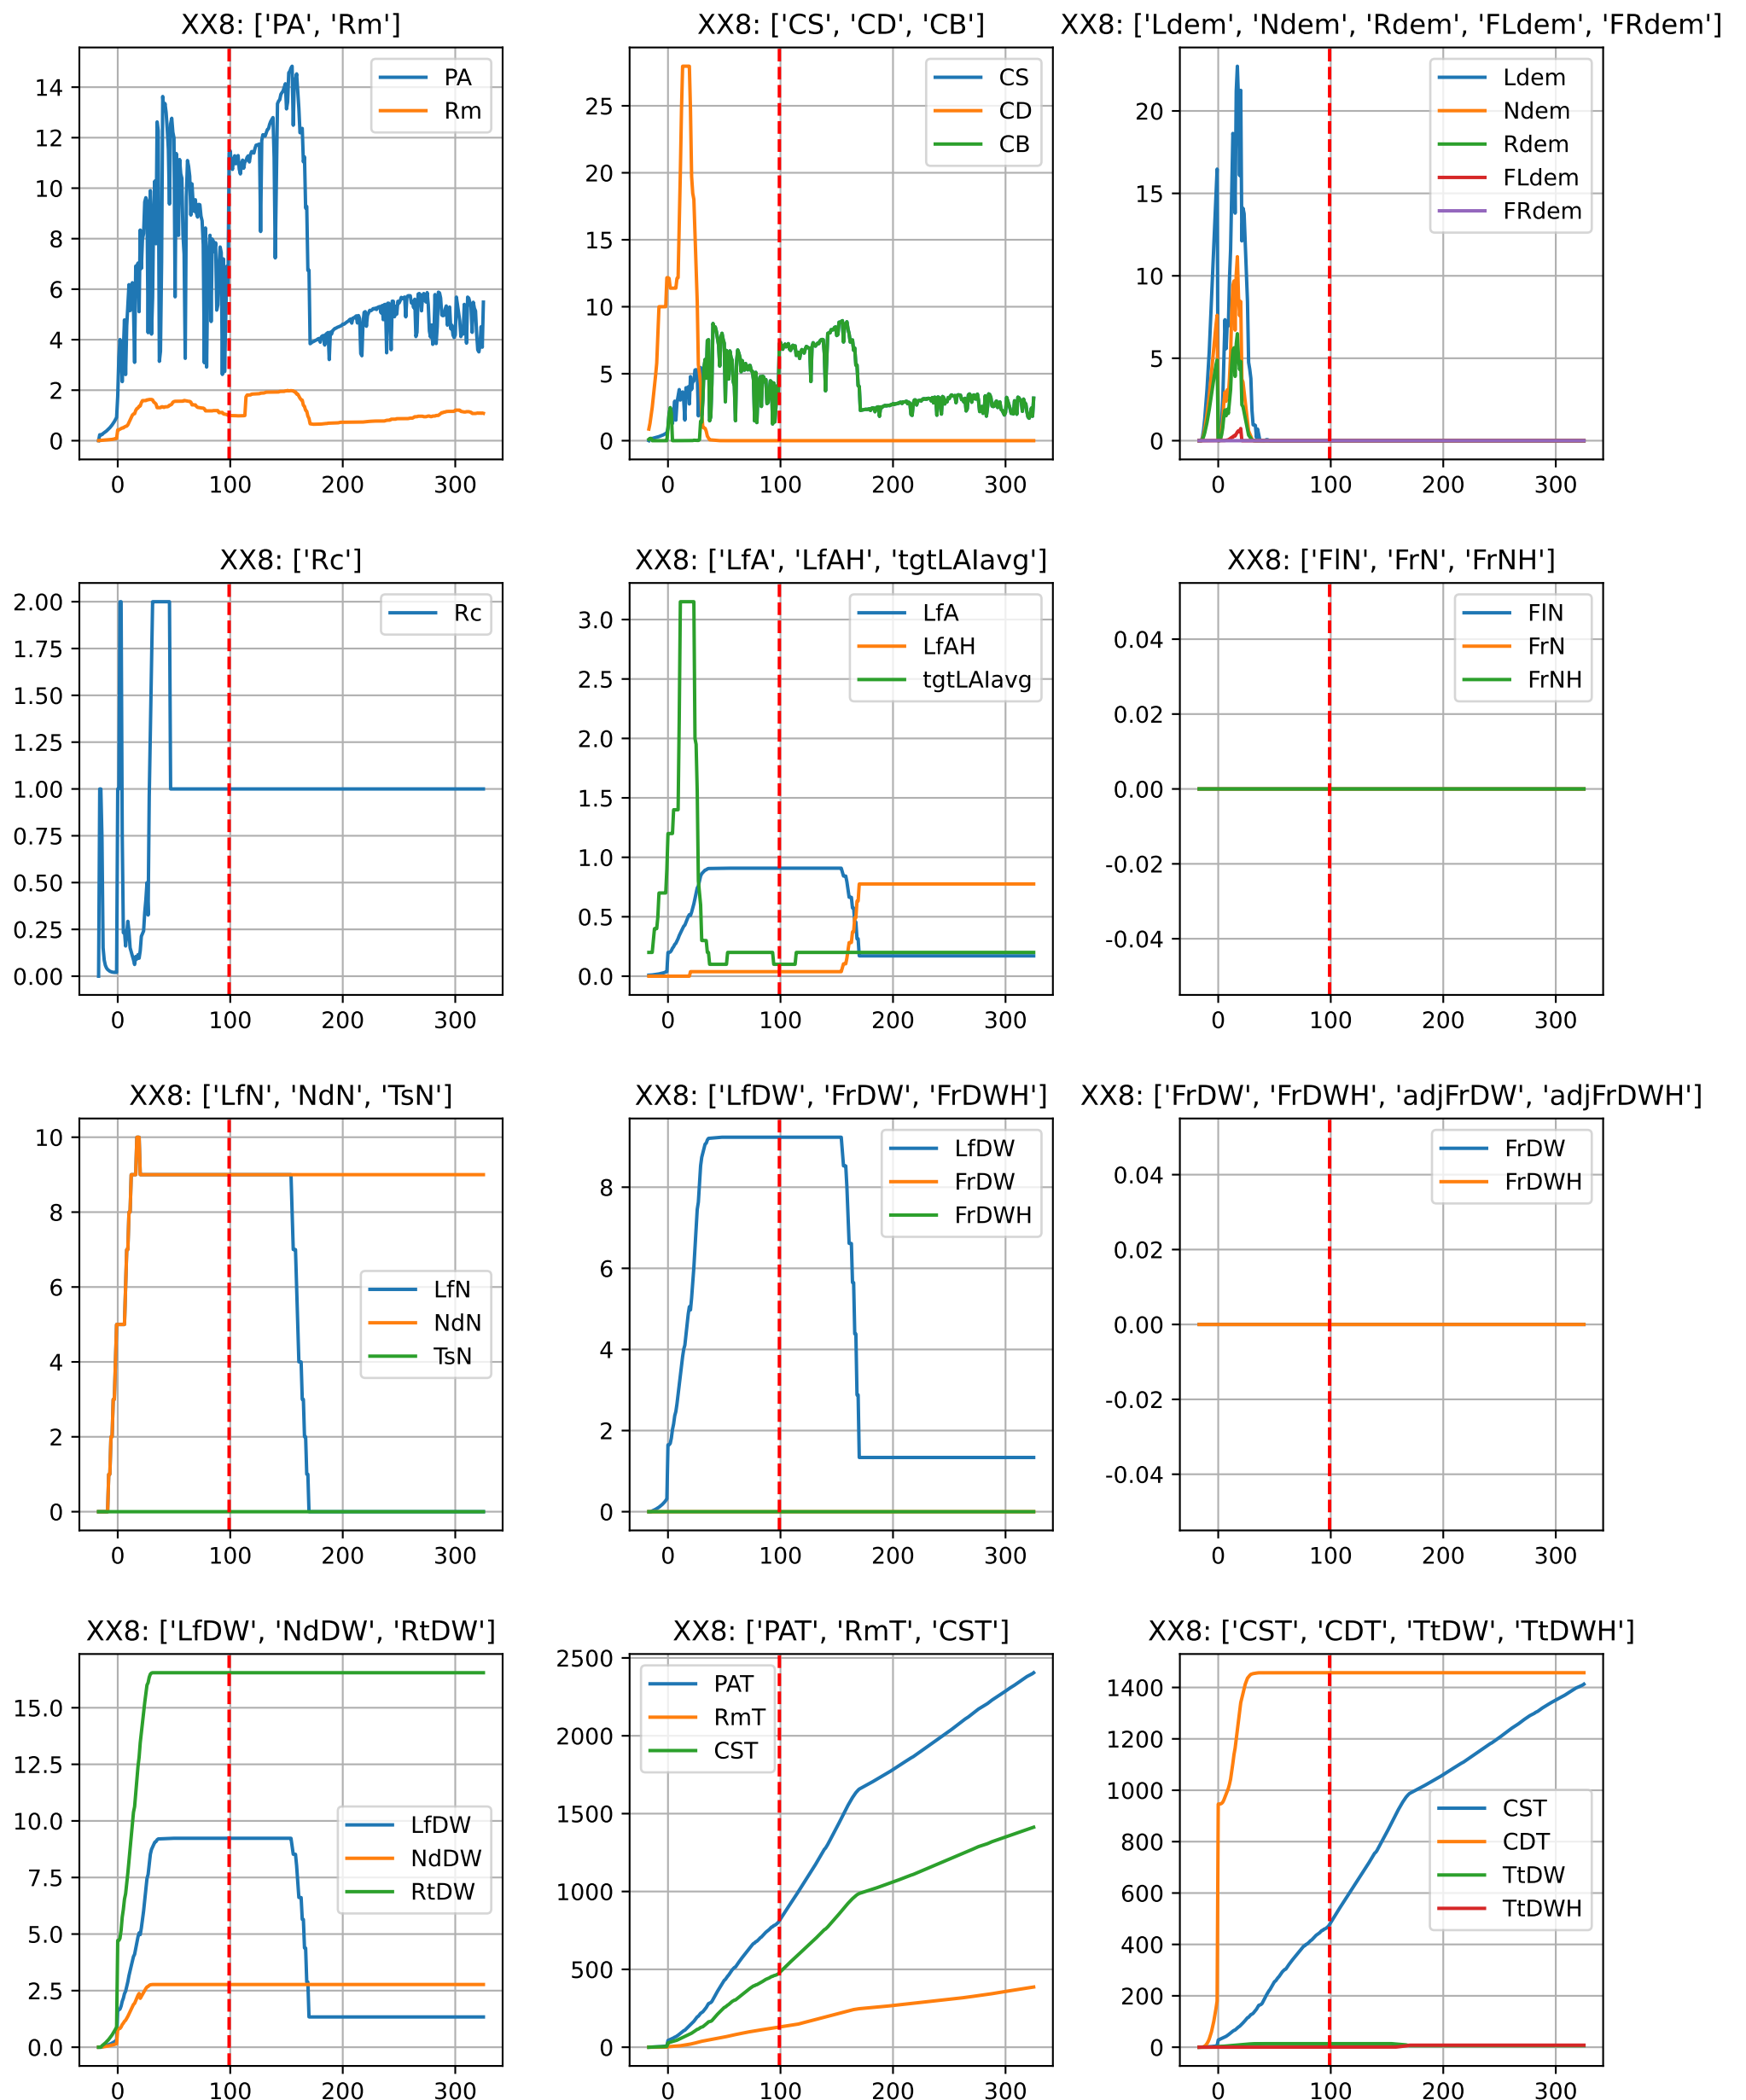 XX8: ['PA', 'Rm']
14
12
10
8
6
4
2
0
0 100 200 300
PA
Rm
XX8: ['CS', 'CD', 'CB']
25
20
15
10
5
0
0 100 200 300
CS
CD
CB
XX8: ['Ldem', 'Ndem', 'Rdem', 'FLdem', 'FRdem']
20
15
10
5
0
0 100 200 300
Ldem
Ndem
Rdem
FLdem
FRdem
XX8: ['Rc']
2.00
1.75
1.50
1.25
1.00
0.75
0.50
0.25
0.00
0 100 200 300
Rc
XX8: ['LfA', 'LfAH', 'tgtLAIavg']
3.0
2.5
2.0
1.5
1.0
0.5
0.0
0 100 200 300
LfA
LfAH
tgtLAIavg
XX8: ['FlN', 'FrN', 'FrNH']
0.04
0.02
0.00
-0.02
-0.04
0 100 200 300
FlN
FrN
FrNH
XX8: ['LfN', 'NdN', 'TsN']
10
8
6
4
2
0
0 100 200 300
LfN
NdN
TsN
XX8: ['LfDW', 'FrDW', 'FrDWH']
8
6
4
2
0
0 100 200 300
LfDW
FrDW
FrDWH
XX8: ['FrDW', 'FrDWH', 'adjFrDW', 'adjFrDWH']
0.04
0.02
0.00
-0.02
-0.04
0 100 200 300
FrDW
FrDWH
XX8: ['LfDW', 'NdDW', 'RtDW']
15.0
12.5
10.0
7.5
5.0
2.5
0.0
0 100 200 300
LfDW
NdDW
RtDW
XX8: ['PAT', 'RmT', 'CST']
2500
2000
1500
1000
500
0
0 100 200 300
PAT
RmT
CST
XX8: ['CST', 'CDT', 'TtDW', 'TtDWH']
1400
1200
1000
800
600
400
200
0
0 100 200 300
CST
CDT
TtDW
TtDWH